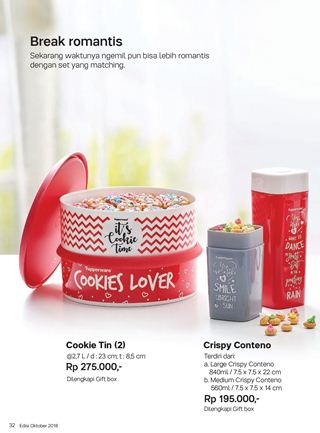 Break romantis
Sekarang waktunya ngemil pun bisa lebih romantis
dengan set yang matching.
it's
Cookie
Time
Tupperware
COOKIES LOVER
SMILE
BRIGHT
SUN
DANCE
RAIN
Cookie Tin (2)
@2,7 L / d : 23 cm; t : 8,5 cm
Rp 275.000,-
Dilengkapi Gift box
Crispy Conteno
Terdiri dari:
a. Large Crispy Conteno
840ml / 7.5 x 7.5 x 22 cm
b. Medium Crispy Conteno
560ml / 7.5 x 7.5 x 14 cm
Rp 195.000,-
Dilengkapi Gift box
32 Edisi Oktober 2018